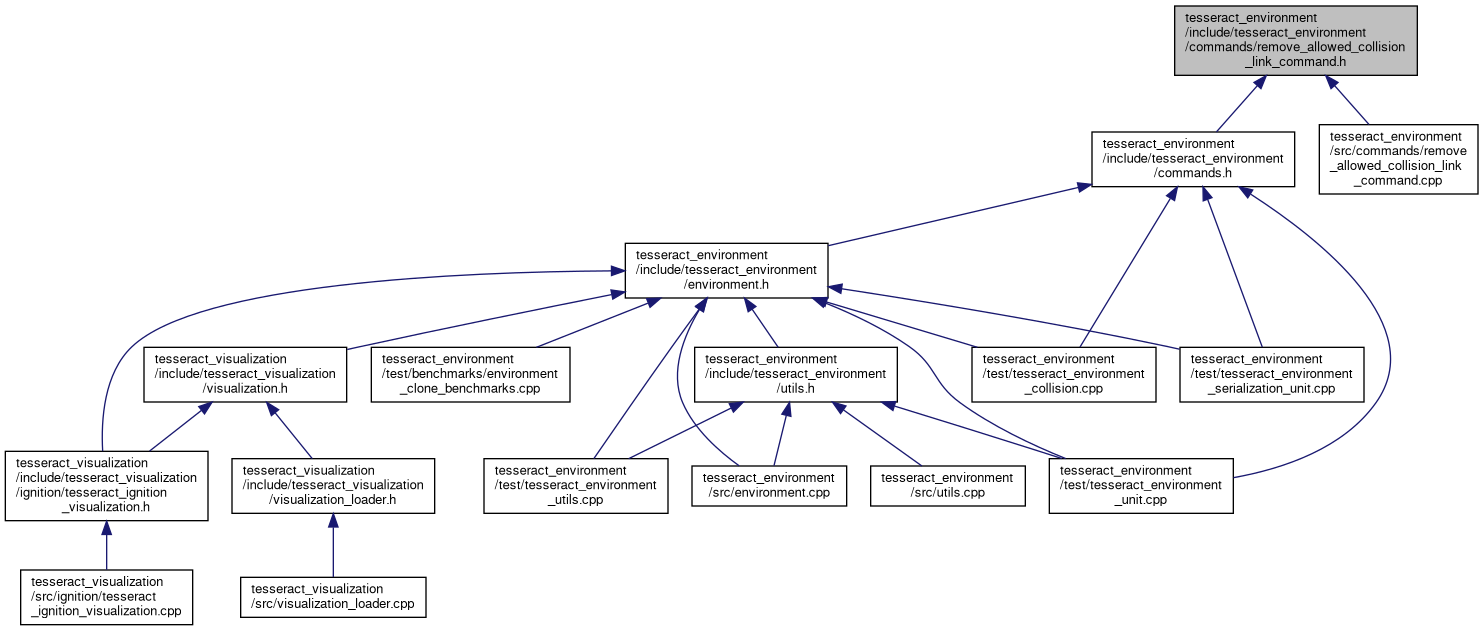 tesseract_environment
/include/tesseract_environment
/commands/remove_allowed_collision
_link_command.h
tesseract_environment
/include/tesseract_environment
/commands.h
tesseract_environment
/src/commands/remove
_allowed_collision_link
_command.cpp
tesseract_environment
/include/tesseract_environment
/environment.h
tesseract_visualization
/include/tesseract_visualization
/visualization.h
tesseract_environment
/test/benchmarks/environment
_clone_benchmarks.cpp
tesseract_environment
/include/tesseract_environment
/utils.h
tesseract_environment
/test/tesseract_environment
_collision.cpp
tesseract_environment
/test/tesseract_environment
_serialization_unit.cpp
tesseract_visualization
/include/tesseract_visualization
/ignition/tesseract_ignition
_visualization.h
tesseract_visualization
/include/tesseract_visualization
/visualization_loader.h
tesseract_environment
/test/tesseract_environment
_utils.cpp
tesseract_environment
/src/environment.cpp
tesseract_environment
/src/utils.cpp
tesseract_environment
/test/tesseract_environment
_unit.cpp
tesseract_visualization
/src/ignition/tesseract
_ignition_visualization.cpp
tesseract_visualization
/src/visualization_loader.cpp